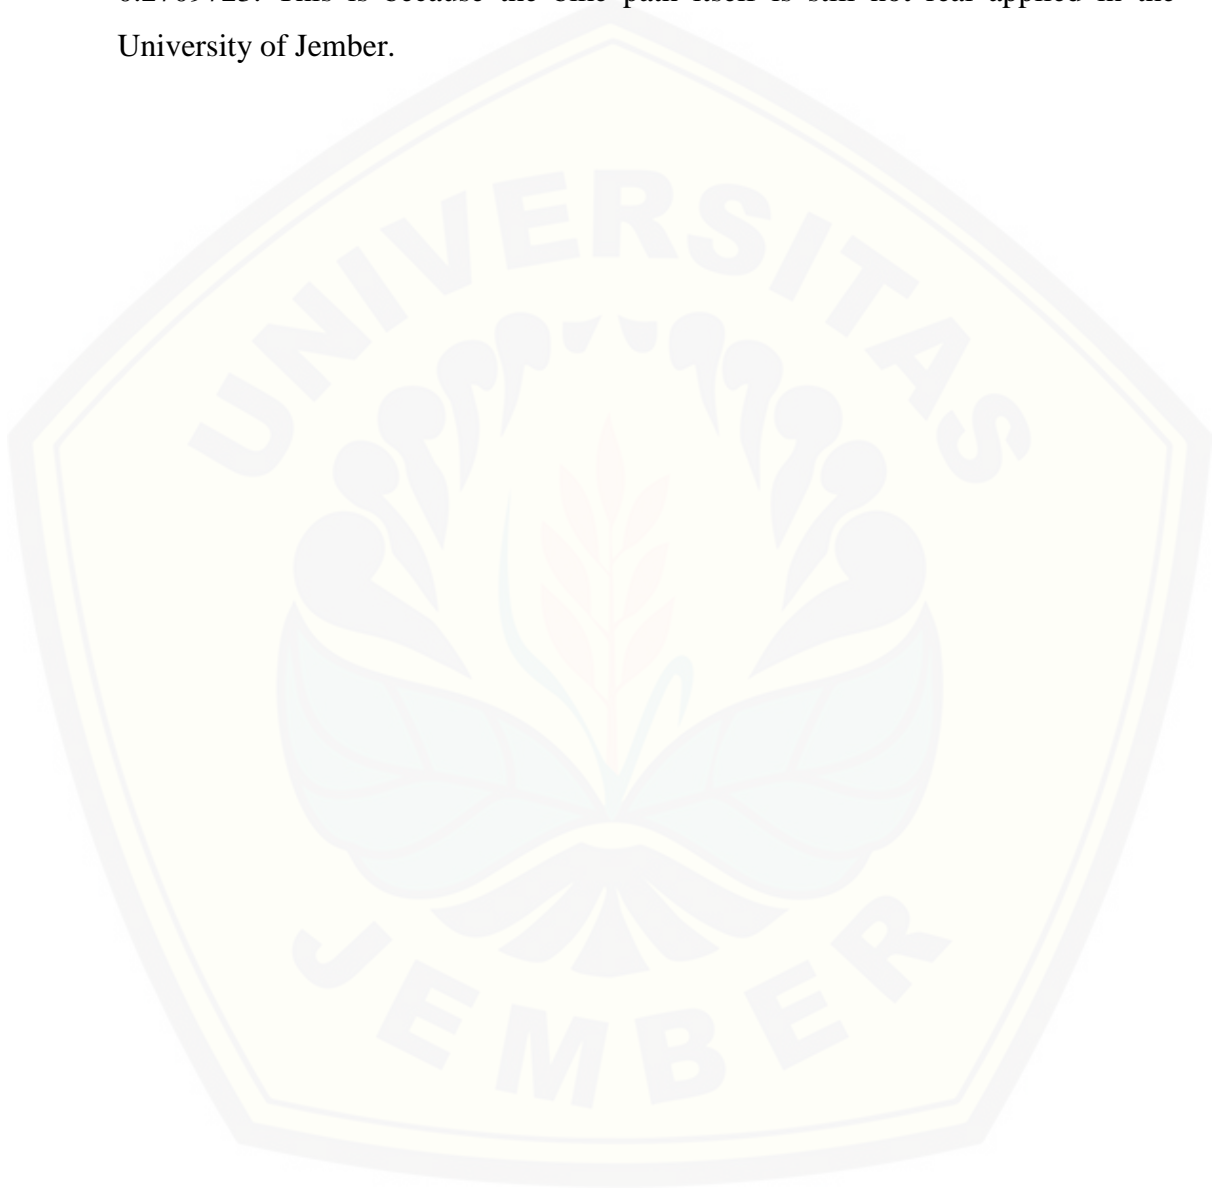 This is because the bike path itself is still not real applied in the
University of Jember.
UNIVERSITAS
JEMBER